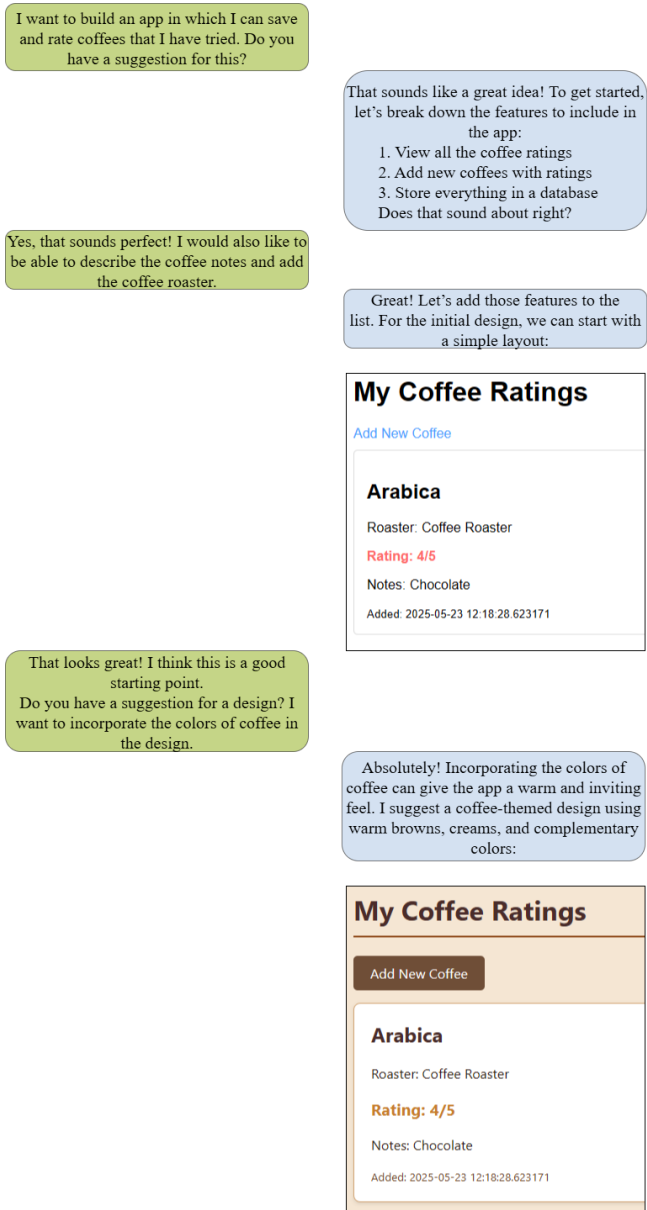 I want to build an app in which I can save
and rate coffees that I have tried. Do you
have a suggestion for this?
That sounds like a great idea! To get started,
let’s break down the features to include in
the app:
1. View all the coffee ratings
2. Add new coffees with ratings
3. Store everything in a database
Does that sound about right?
Yes, that sounds perfect! I would also like to
be able to describe the coffee notes and add
the coffee roaster.
Great! Let’s add those features to the
list. For the initial design, we can start with
a simple layout:
My Coffee Ratings
Add New Coffee
Arabica
Roaster: Coffee Roaster
Rating: 4/5
Notes: Chocolate
Added: 2025-05-23 12:18:28.623171
That looks great! I think this is a good
starting point.
Do you have a suggestion for a design? I
want to incorporate the colors of coffee in
the design.
Absolutely! Incorporating the colors of
coffee can give the app a warm and inviting
feel. I suggest a coffee-themed design using
warm browns, creams, and complementary
colors:
My Coffee Ratings
Add New Coffee
Arabica
Roaster: Coffee Roaster
Rating: 4/5
Notes: Chocolate
Added: 2025-05-23 12:18:28.623171